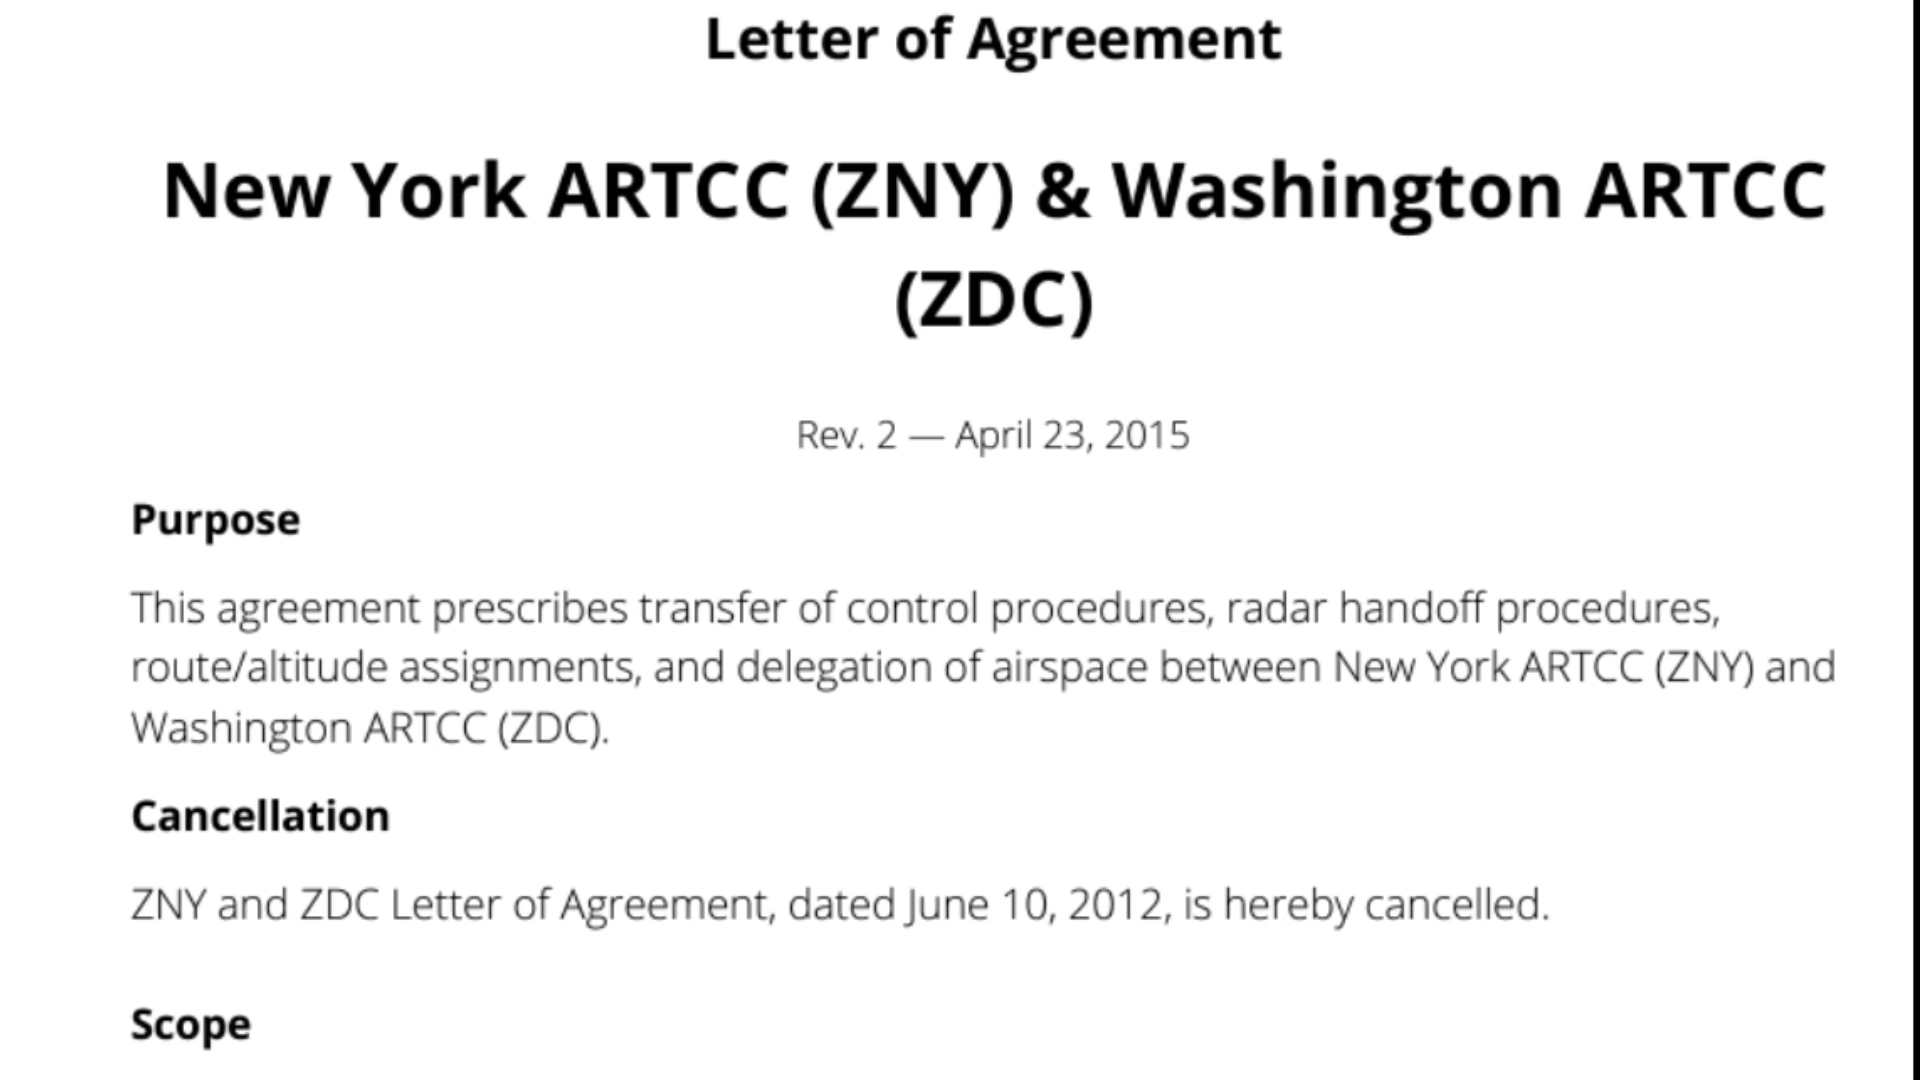 Letter of Agreement
New York ARTCC (ZNY) & Washington ARTCC
(ZDC)
Rev. 2 — April 23, 2015
Purpose
This agreement prescribes transfer of control procedures, radar handoff procedures,
route/altitude assignments, and delegation of airspace between New York ARTCC (ZNY) and
Washington ARTCC (ZDC).
Cancellation
ZNY and ZDC Letter of Agreement, dated June 10, 2012, is hereby cancelled.
Scope